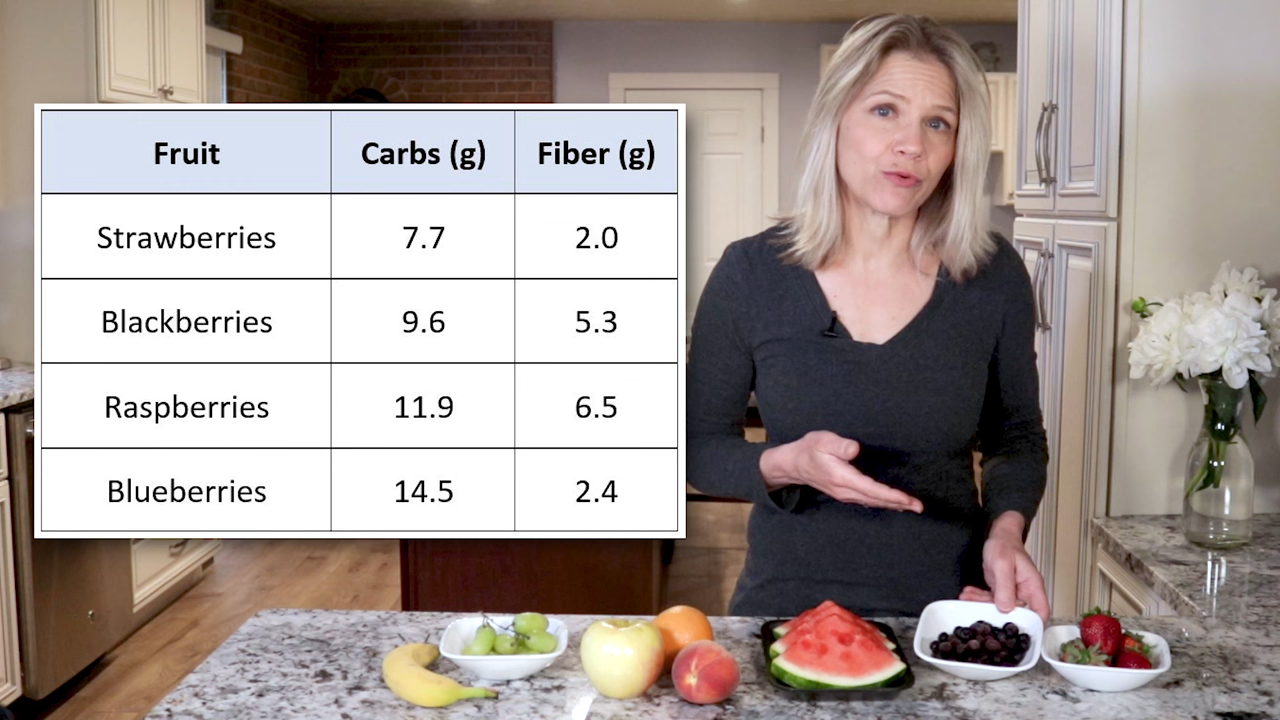 Fruit Carbs (g) Fiber (g)
Strawberries 7.7 2.0
Blackberries 9.6 5.3
Raspberries 11.9 6.5
Blueberries 14.5 2.4